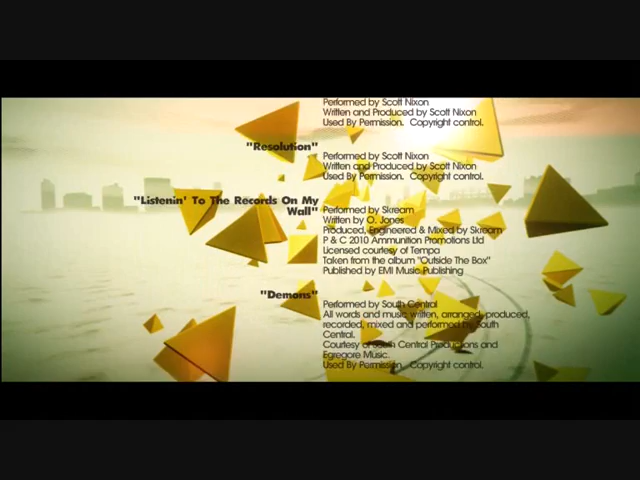 Performed by Scott Nixon
Written and Produced by Scott Nixon
Used By Permission. Copyright control.
"Resolution"
Performed by Scott Nixon
Written and Produced by Scott Nixon
Used By Permission. Copyright control.
"Listenin' To The Records On My
Wall"
Performed by Skream
Written by O. Jones
Produced, Engineered & Mixed by Skream
P & C 2010 Ammunition Promotions Ltd
Licensed courtesy of Tempa
Taken from the album "Outside The Box"
Published by EMI Music Publishing
"Demons"
Performed by South Central
All words and music written, arranged, produced,
recorded, mixed and performed by South
Central.
Courtesy of South Central Productions and
Egregore Music.
Used By Permission. Copyright control.